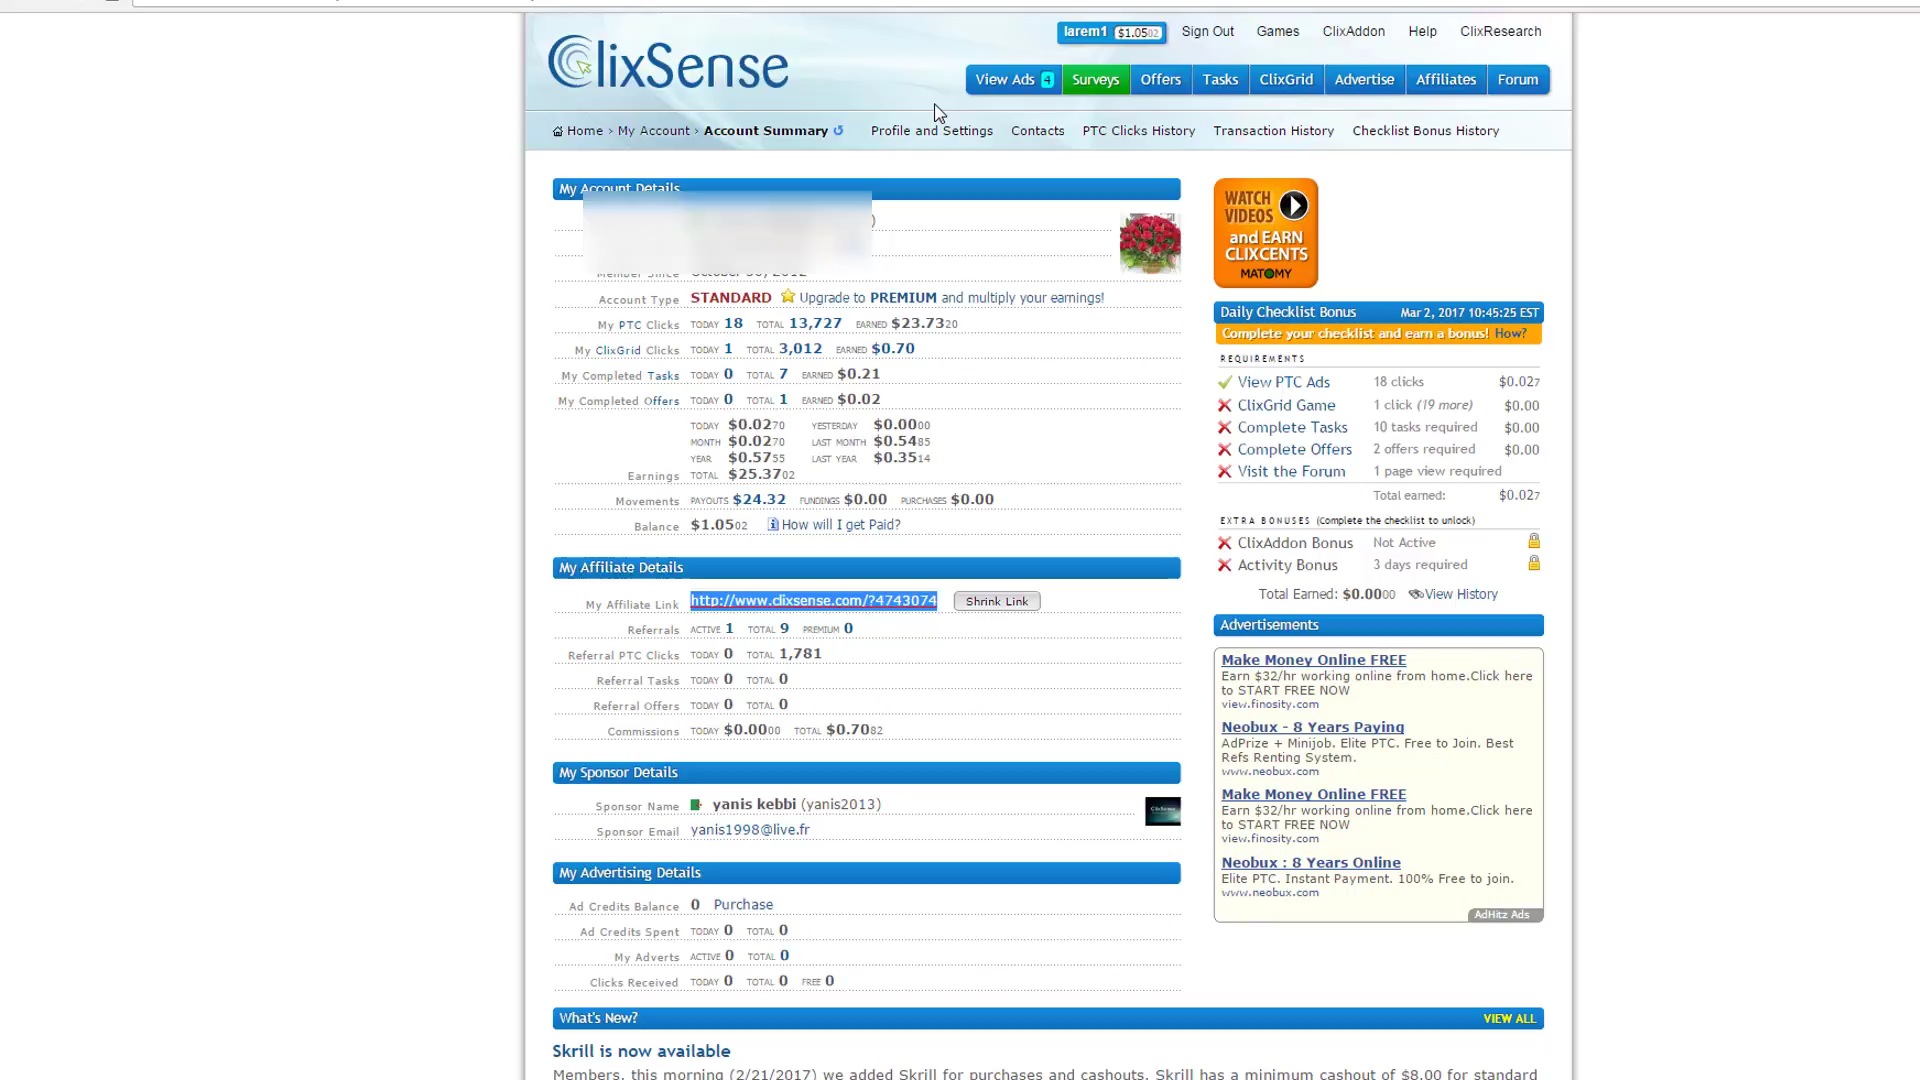 larem1 $1.0502 Sign Out Games ClixAddon Help ClixResearch
ClixSense
View Ads 4 Surveys Offers Tasks ClixGrid Advertise Affiliates Forum
Home › My Account › Account Summary Profile and Settings Contacts PTC Clicks History Transaction History Checklist Bonus History
My Account Details
)
Member Since October 30, 2012
Account Type STANDARD Upgrade to PREMIUM and multiply your earnings!
My PTC Clicks TODAY 18 TOTAL 13,727 EARNED $23.7320
My ClixGrid Clicks TODAY 1 TOTAL 3,012 EARNED $0.70
My Completed Tasks TODAY 0 TOTAL 7 EARNED $0.21
My Completed Offers TODAY 0 TOTAL 1 EARNED $0.02
TODAY $0.0270 YESTERDAY $0.0000
MONTH $0.0270 LAST MONTH $0.5485
YEAR $0.5755 LAST YEAR $0.3514
Earnings TOTAL $25.3702
Movements PAYOUTS $24.32 FUNDINGS $0.00 PURCHASES $0.00
Balance $1.0502 How will I get Paid?
My Affiliate Details
My Affiliate Link http://www.clixsense.com/?4743074 Shrink Link
Referrals ACTIVE 1 TOTAL 9 PREMIUM 0
Referral PTC Clicks TODAY 0 TOTAL 1,781
Referral Tasks TODAY 0 TOTAL 0
Referral Offers TODAY 0 TOTAL 0
Commissions TODAY $0.0000 TOTAL $0.7082
My Sponsor Details
Sponsor Name yanis kebbi (yanis2013)
Sponsor Email yanis1998@live.fr
My Advertising Details
Ad Credits Balance 0 Purchase
Ad Credits Spent TODAY 0 TOTAL 0
My Adverts ACTIVE 0 TOTAL 0
Clicks Received TODAY 0 TOTAL 0 FREE 0
WATCH
VIDEOS
and EARN
CLIXCENTS
MATOMY
Daily Checklist Bonus Mar 2, 2017 10:45:25 EST
Complete your checklist and earn a bonus! How?
REQUIREMENTS
View PTC Ads 18 clicks $0.027
ClixGrid Game 1 click (19 more) $0.00
Complete Tasks 10 tasks required $0.00
Complete Offers 2 offers required $0.00
Visit the Forum 1 page view required
Total earned: $0.027
EXTRA BONUSES (Complete the checklist to unlock)
ClixAddon Bonus Not Active
Activity Bonus 3 days required
Total Earned: $0.0000 View History
Advertisements
Make Money Online FREE
Earn $32/hr working online from home.Click here
to START FREE NOW
view.finosity.com
Neobux - 8 Years Paying
AdPrize + Minijob. Elite PTC. Free to Join. Best
Refs Renting System.
www.neobux.com
Make Money Online FREE
Earn $32/hr working online from home.Click here
to START FREE NOW
view.finosity.com
Neobux : 8 Years Online
Elite PTC. Instant Payment. 100% Free to join.
www.neobux.com
AdHitz Ads
What's New? VIEW ALL
Skrill is now available
Members, this morning (2/21/2017) we added Skrill for purchases and cashouts. Skrill has a minimum cashout of $8.00 for standard